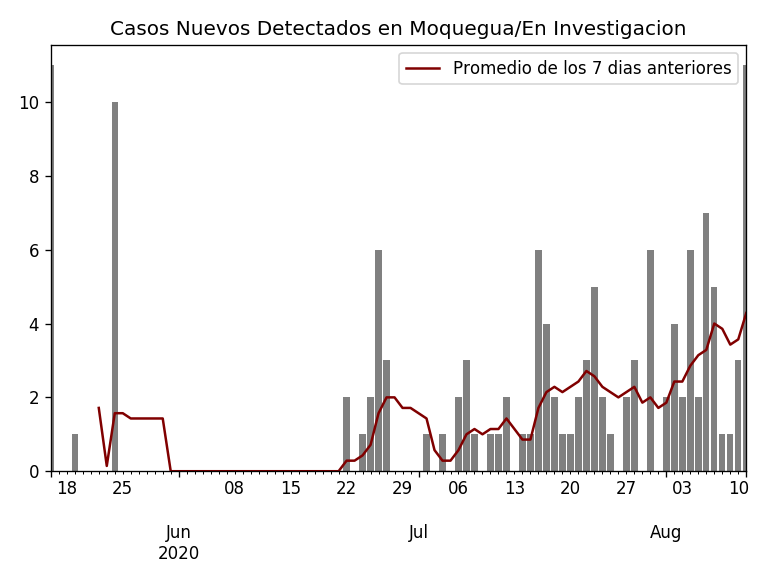 Casos Nuevos Detectados en Moquegua/En Investigacion
Promedio de los 7 dias anteriores
10
8
6
4
2
0
18 25 08 15 22 29 06 13 20 27 03 10
Jun Jul Aug
2020